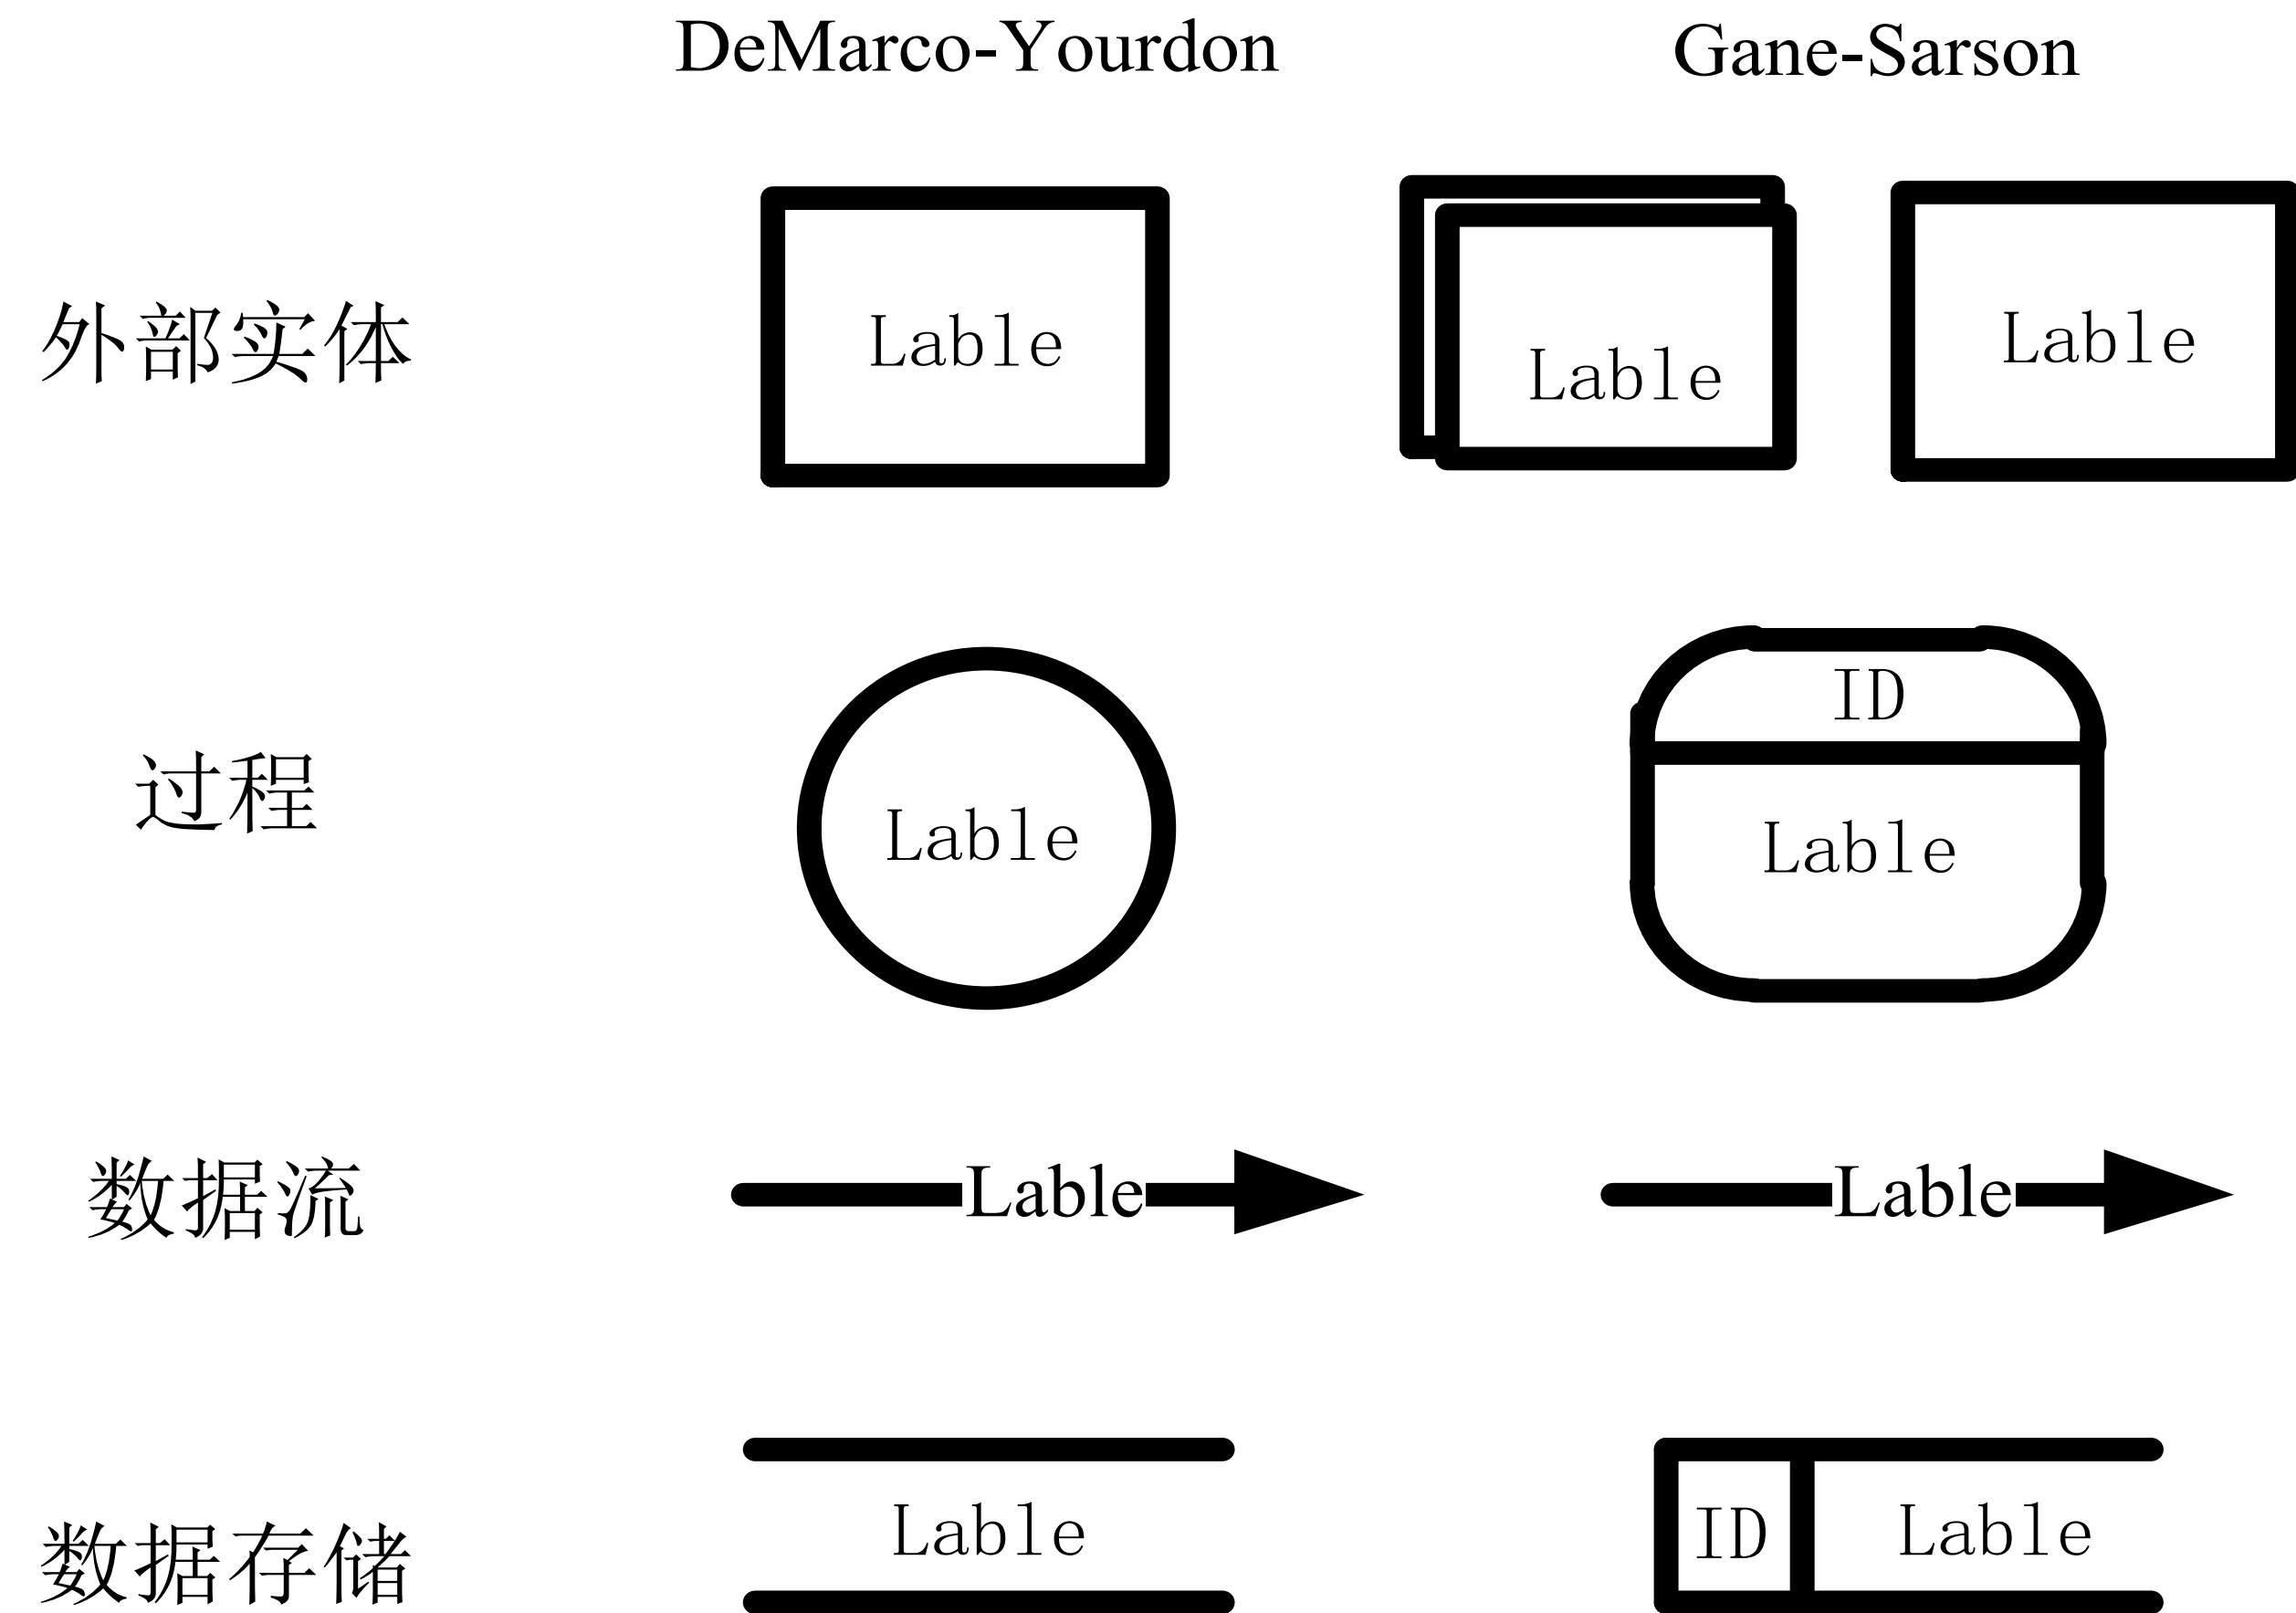 DeMarco-Yourdon Gane-Sarson
外部实体 Lable Lable Lable
ID
过程 Lable Lable
数据流 Lable Lable
数据存储 Lable ID Lable